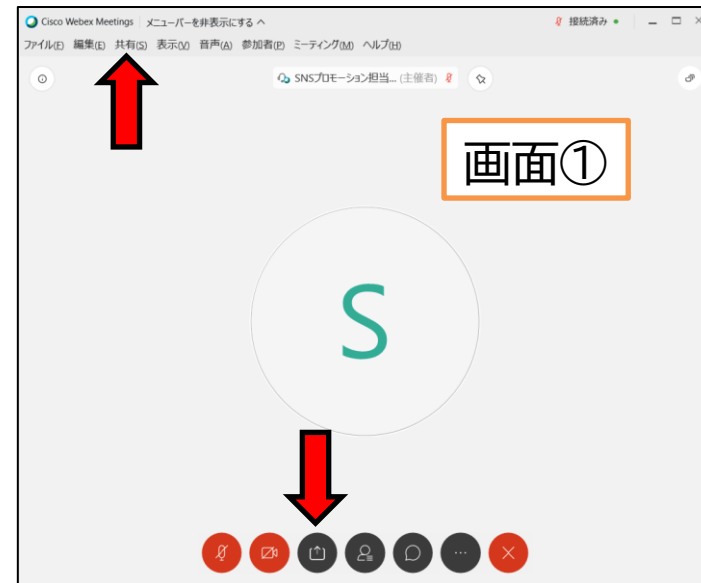 Cisco Webex Meetings メニューバーを非表示にする 接続済み
ファイル(F) 編集(E) 共有(S) 表示(V) 音声(A) 参加者(P) ミーティング(M) ヘルプ(H)
SNSプロモーション担当... (主催者)
画面①
S